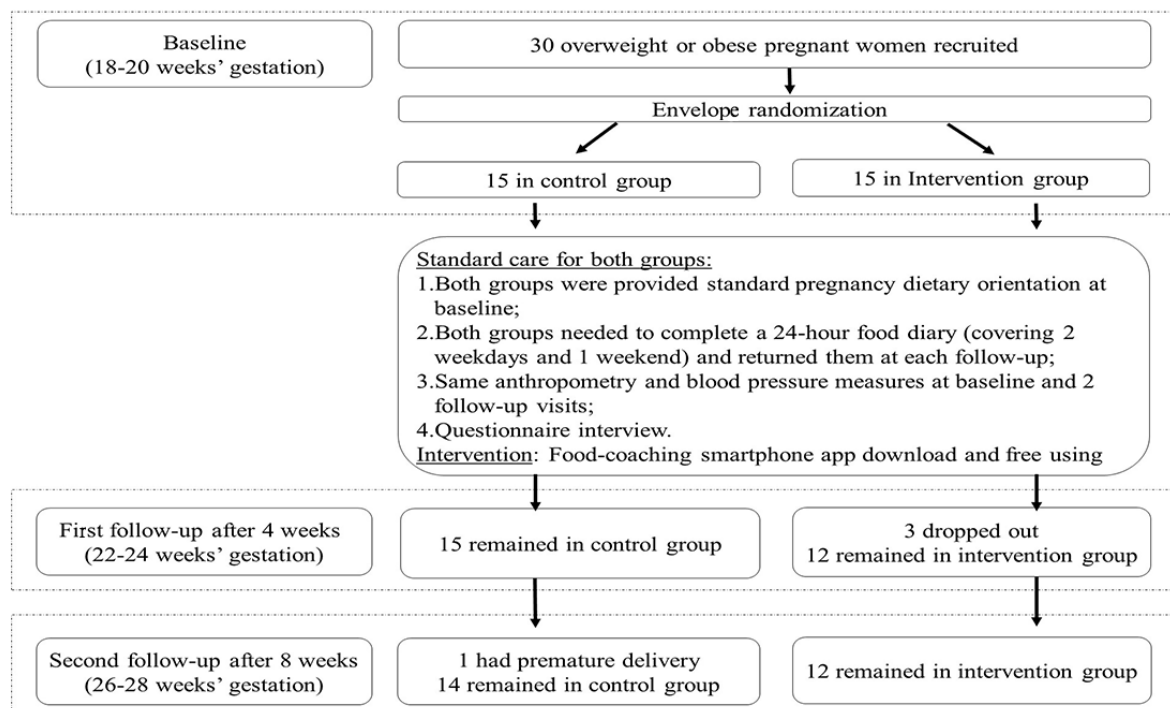 Baseline
(18-20 weeks’ gestation)
30 overweight or obese pregnant women recruited
Envelope randomization
15 in control group
15 in Intervention group
Standard care for both groups:
1.Both groups were provided standard pregnancy dietary orientation at
baseline;
2.Both groups needed to complete a 24-hour food diary (covering 2
weekdays and 1 weekend) and returned them at each follow-up;
3.Same anthropometry and blood pressure measures at baseline and 2
follow-up visits;
4.Questionnaire interview.
Intervention: Food-coaching smartphone app download and free using
First follow-up after 4 weeks
(22-24 weeks’ gestation)
15 remained in control group
3 dropped out
12 remained in intervention group
Second follow-up after 8 weeks
(26-28 weeks’ gestation)
1 had premature delivery
14 remained in control group
12 remained in intervention group